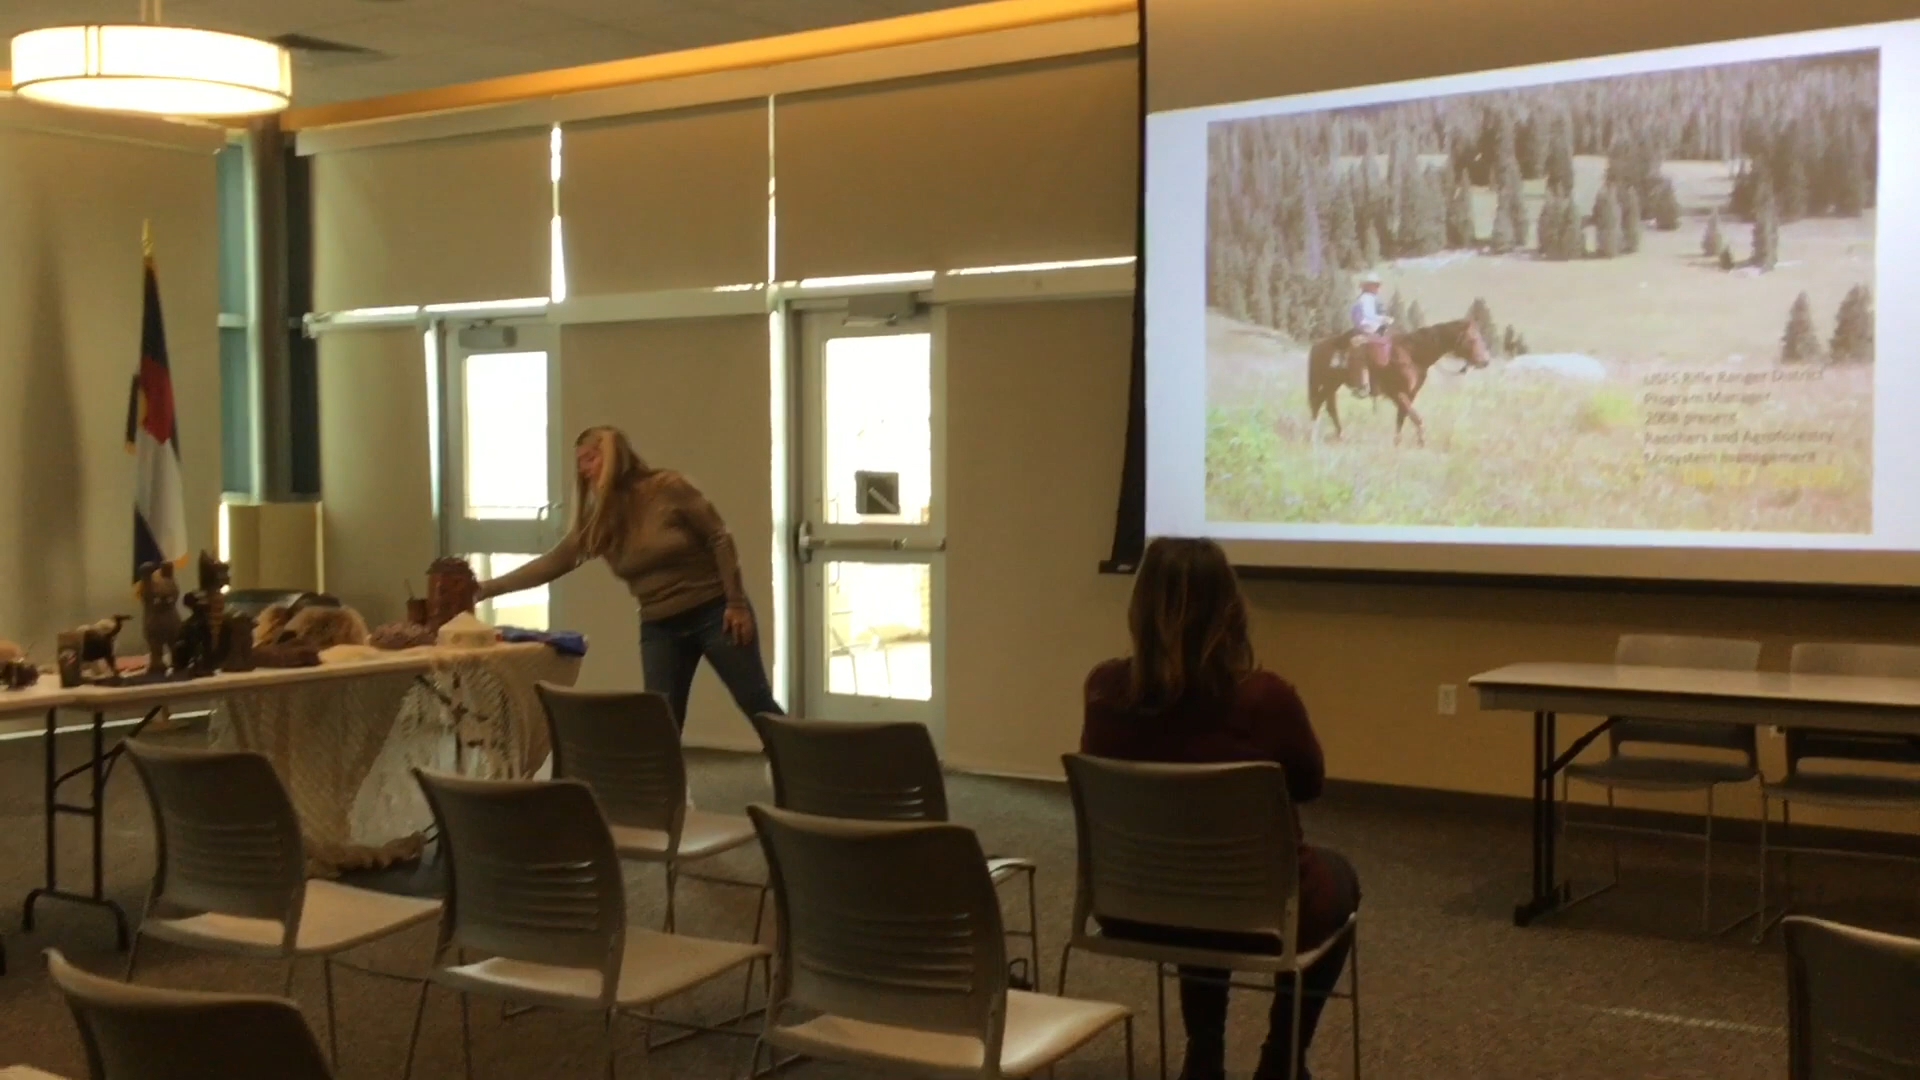 USFS Rifle Ranger District
Program Manager
2008-present
Ranchers and Agroforestry
Ecosystem management